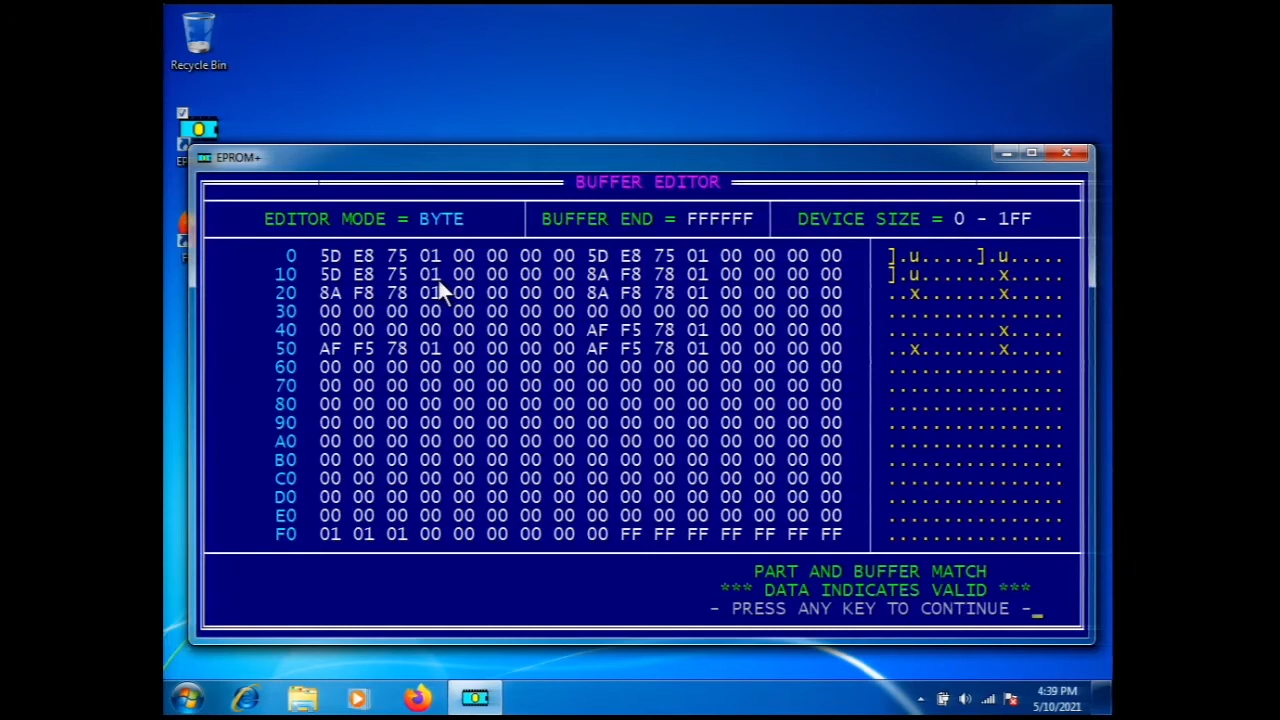 Recycle Bin
EPROM+
BUFFER EDITOR
EDITOR MODE = BYTE
BUFFER END = FFFFFF
DEVICE SIZE = 0 - 1FF
0 5D E8 75 01 00 00 00 00 5D E8 75 01 00 00 00 00 ].u.....].u.....
10 5D E8 75 01 00 00 00 00 8A F8 78 01 00 00 00 00 ].u.......x.....
20 8A F8 78 01 00 00 00 00 8A F8 78 01 00 00 00 00 ..x.......x.....
30 00 00 00 00 00 00 00 00 00 00 00 00 00 00 00 00 ................
40 00 00 00 00 00 00 00 00 AF F5 78 01 00 00 00 00 ..........x.....
50 AF F5 78 01 00 00 00 00 AF F5 78 01 00 00 00 00 ..x.......x.....
60 00 00 00 00 00 00 00 00 00 00 00 00 00 00 00 00 ................
70 00 00 00 00 00 00 00 00 00 00 00 00 00 00 00 00 ................
80 00 00 00 00 00 00 00 00 00 00 00 00 00 00 00 00 ................
90 00 00 00 00 00 00 00 00 00 00 00 00 00 00 00 00 ................
A0 00 00 00 00 00 00 00 00 00 00 00 00 00 00 00 00 ................
B0 00 00 00 00 00 00 00 00 00 00 00 00 00 00 00 00 ................
C0 00 00 00 00 00 00 00 00 00 00 00 00 00 00 00 00 ................
D0 00 00 00 00 00 00 00 00 00 00 00 00 00 00 00 00 ................
E0 00 00 00 00 00 00 00 00 00 00 00 00 00 00 00 00 ................
F0 01 01 01 00 00 00 00 00 00 FF FF FF FF FF FF FF ................
PART AND BUFFER MATCH
*** DATA INDICATES VALID ***
- PRESS ANY KEY TO CONTINUE -_
4:39 PM
5/10/2021